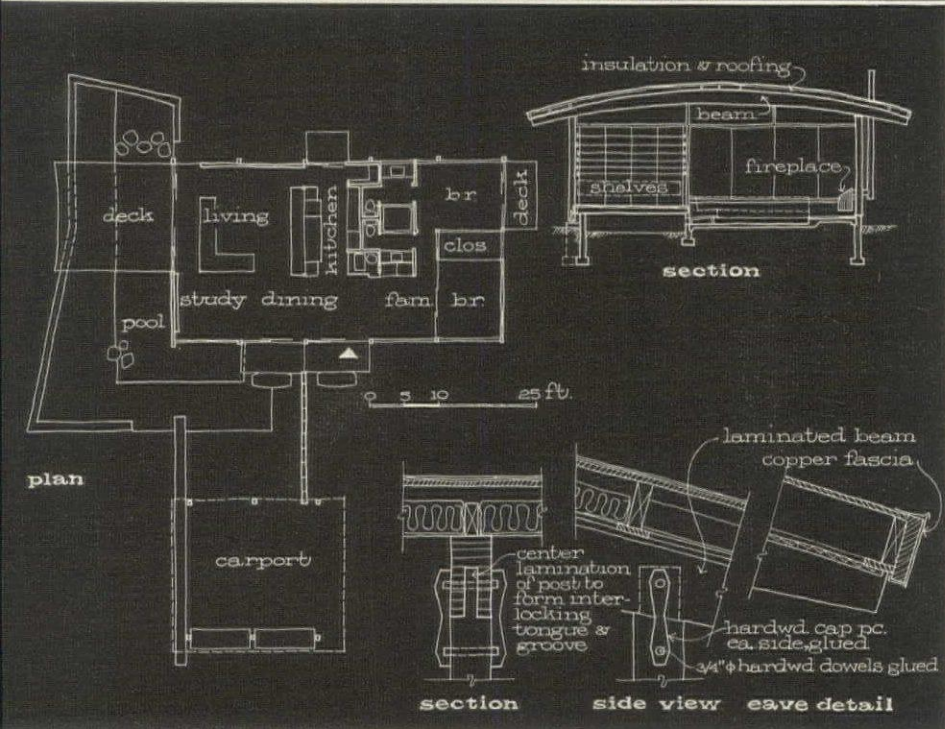 insulation & roofing
beam
fireplace
shelves
section
deck
living
kitchen
br
deck
clos
study dining
fam
br
pool
0 5 10 25 ft.
plan
carport
laminated beam
copper fascia
center
lamination
of post to
form inter-
locking
tongue &
groove
hardwd cap pc.
ea. side, glued
3/4"ϕ hardwd dowels glued
section
side view
eave detail